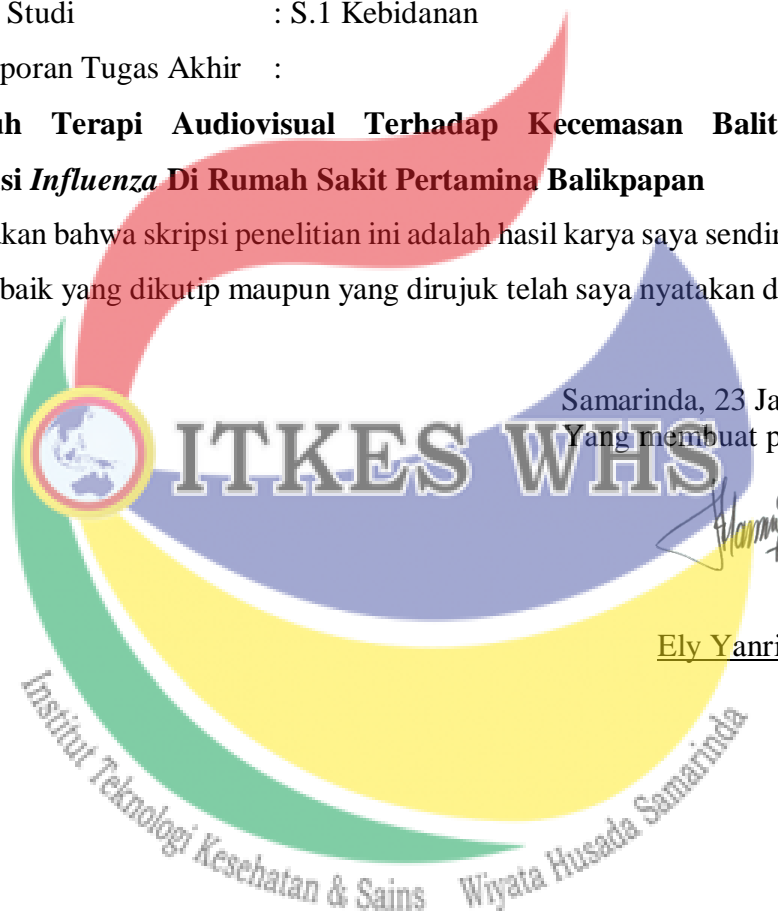 Studi : S.1 Kebidanan
poran Tugas Akhir :
uh Terapi Audiovisual Terhadap Kecemasan Balit
si Influenza Di Rumah Sakit Pertamina Balikpapan
kan bahwa skripsi penelitian ini adalah hasil karya saya sendir
baik yang dikutip maupun yang dirujuk telah saya nyatakan d
Samarinda, 23 Ja
Yang membuat p
ITKES WHS
Ely Yanri
Institut Teknologi Kesehatan & Sains Wiyata Husada Samarinda